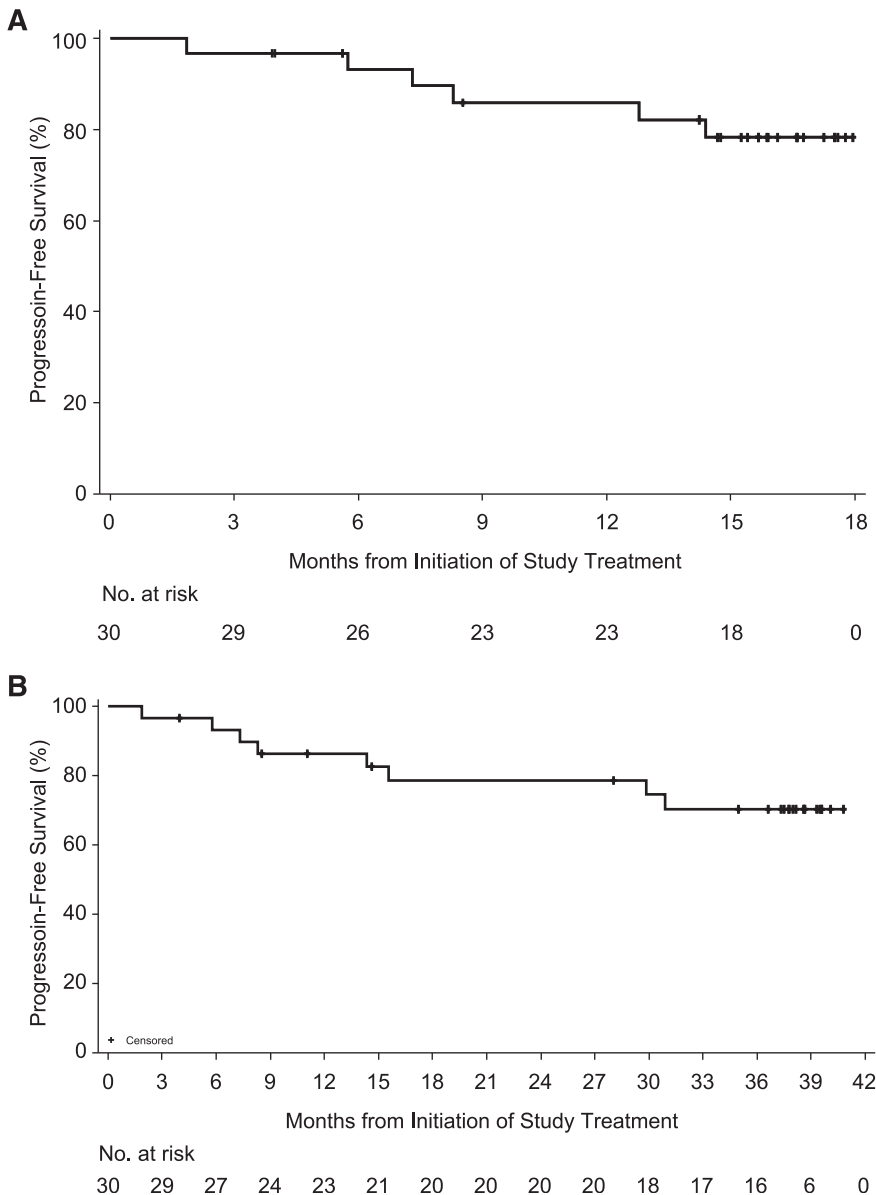 A
100
80
60
40
20
0
Progressoin-Free Survival (%)
0 3 6 9 12 15 18
Months from Initiation of Study Treatment
No. at risk
30 29 26 23 23 18 0
B
100
80
60
40
20
0
Progressoin-Free Survival (%)
+ Censored
0 3 6 9 12 15 18 21 24 27 30 33 36 39 42
Months from Initiation of Study Treatment
No. at risk
30 29 27 24 23 21 20 20 20 20 18 17 16 6 0